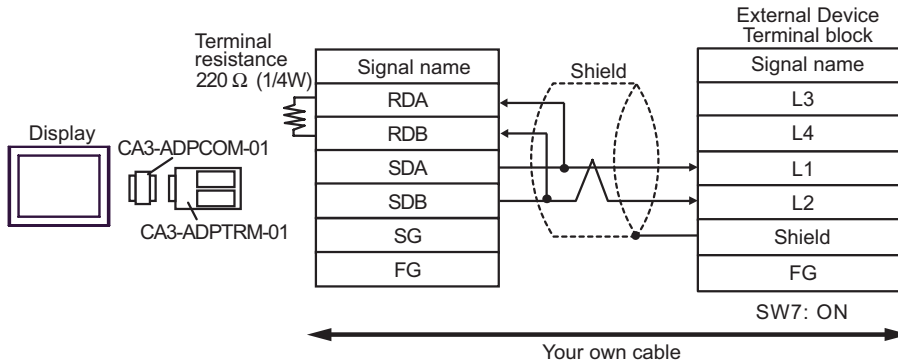 External Device
Terminal block
Terminal
resistance
220 Ω (1/4W)
Signal name
Shield
Signal name
RDA
L3
Display
RDB
L4
CA3-ADPCOM-01
SDA
L1
SDB
L2
CA3-ADPTRM-01
SG
Shield
FG
FG
SW7: ON
Your own cable